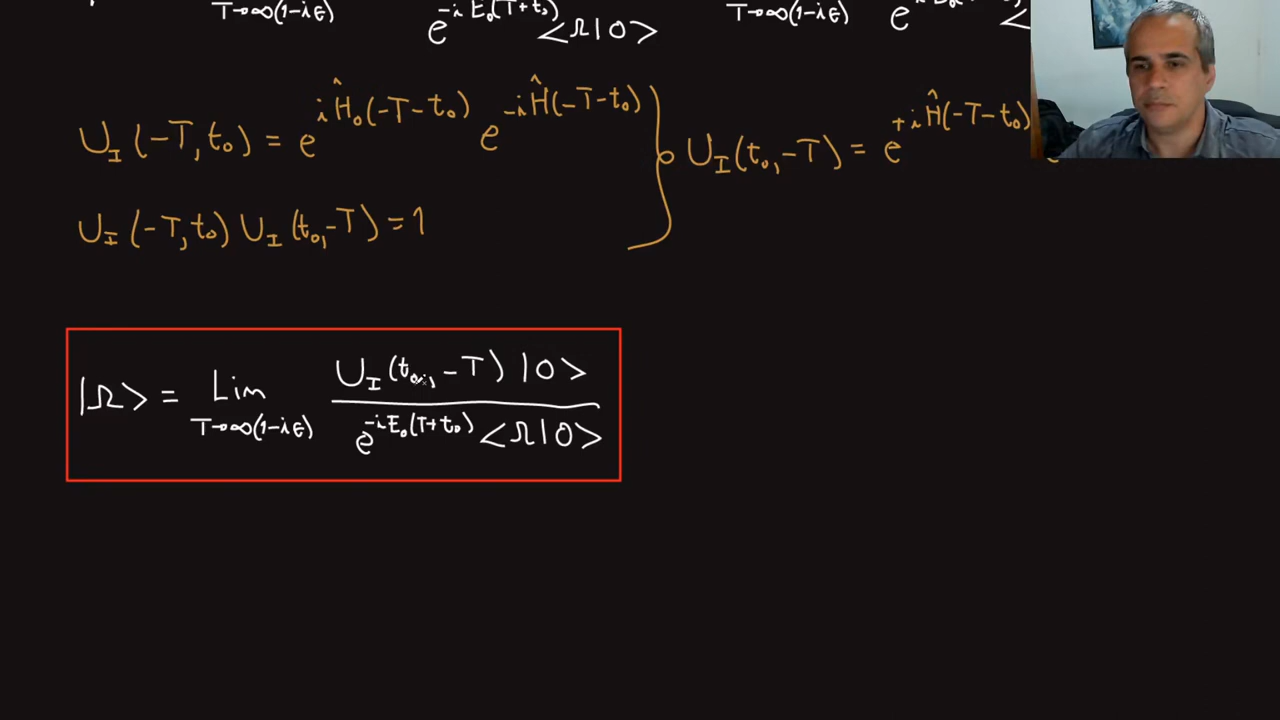 T→∞(1-iε) e^{-iE₀(T+t₀)}<Ω|0> T→∞(1-iε)
U_I(-T,t₀) = e^{iĤ₀(-T-t₀)} e^{-iĤ(-T-t₀)} U_I(t₀,-T) = e^{+iĤ(-T-t₀)}
U_I(-T,t₀) U_I(t₀,-T) = 1
|Ω> = Lim_{T→∞(1-iε)} U_I(t₀,-T)|0> / e^{-iE₀(T+t₀)}<Ω|0>